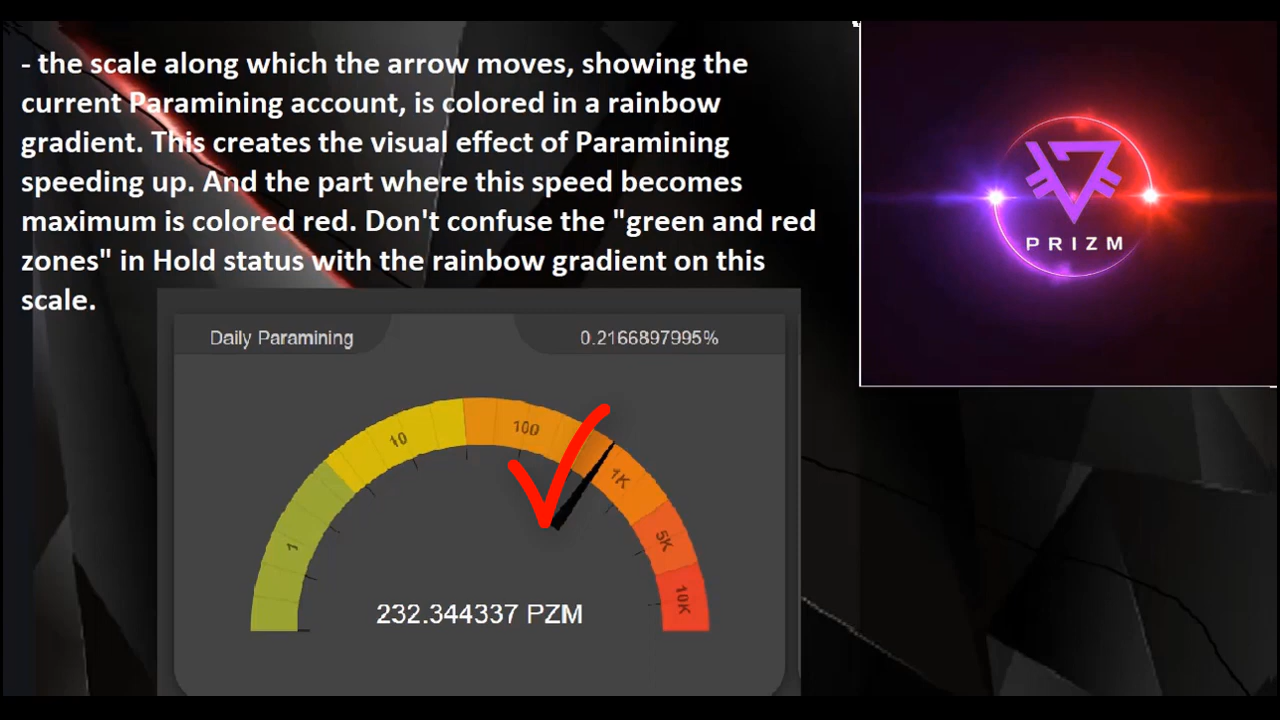 - the scale along which the arrow moves, showing the
current Paramining account, is colored in a rainbow
gradient. This creates the visual effect of Paramining
speeding up. And the part where this speed becomes
maximum is colored red. Don't confuse the "green and red
zones" in Hold status with the rainbow gradient on this
scale.
PRIZM
Daily Paramining
0.2166897995%
1
10
100
1K
5K
10K
232.344337 PZM